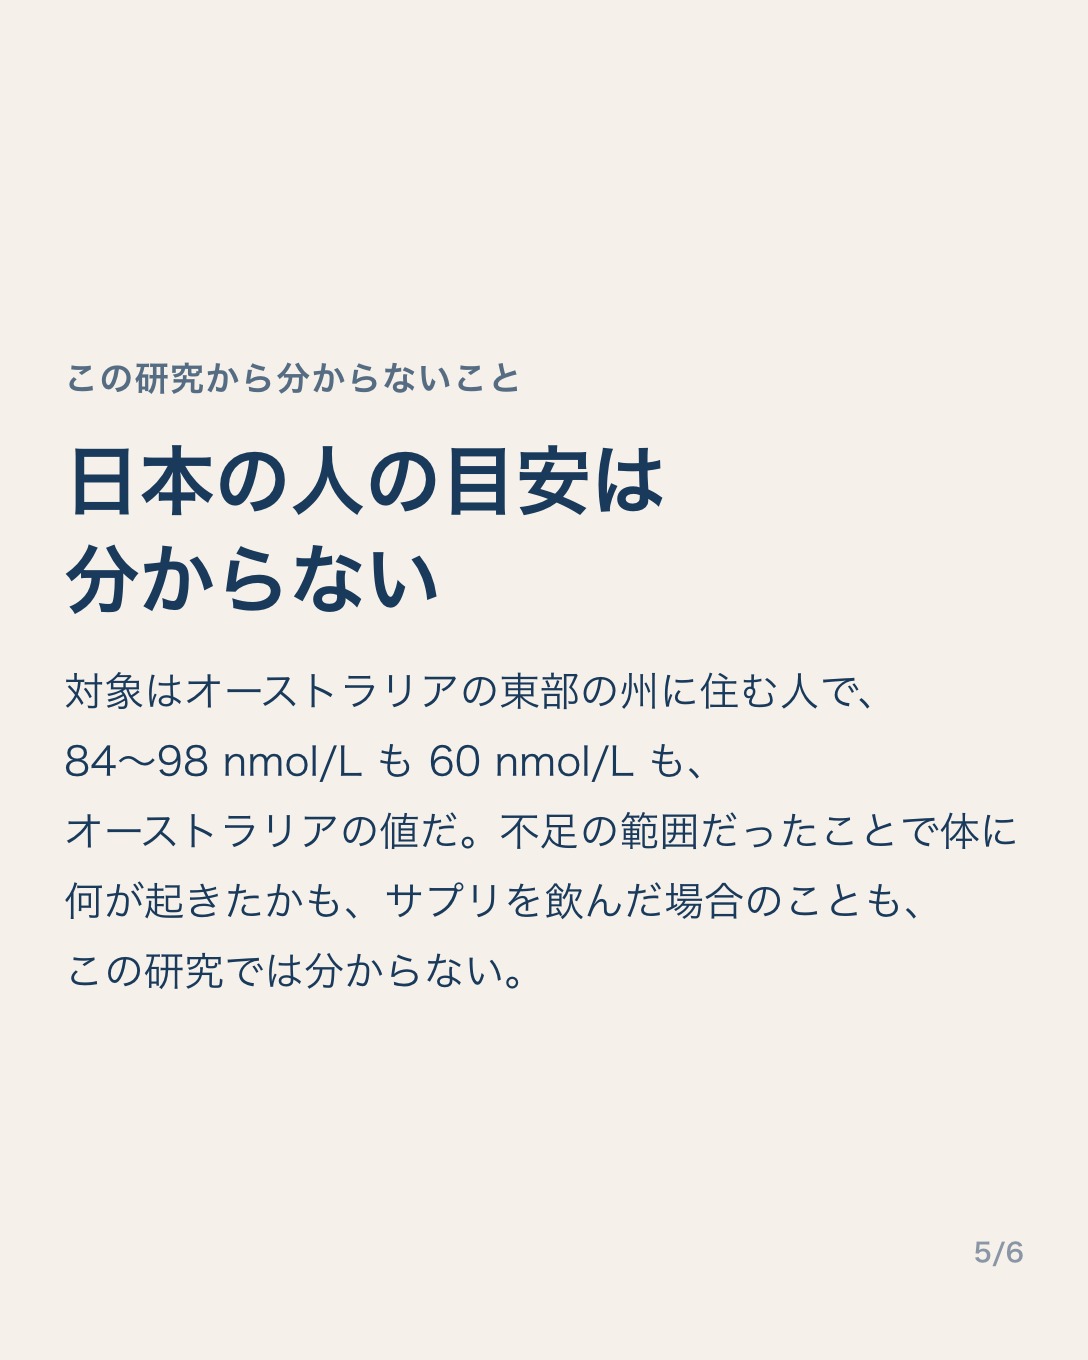 この研究から分からないこと
日本の人の目安は
分からない
対象はオーストラリアの東部の州に住む人で、
84〜98 nmol/L も 60 nmol/L も、
オーストラリアの値だ。不足の範囲だったことで体に
何が起きたかも、サプリを飲んだ場合のことも、
この研究では分からない。
5/6